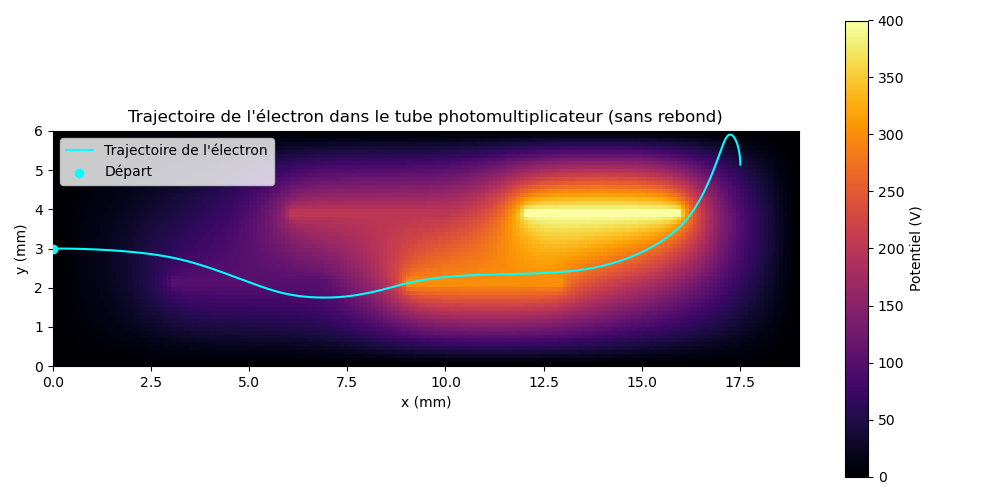 Trajectoire de l'électron dans le tube photomultiplicateur (sans rebond)
Trajectoire de l'électron
Départ
6
5
4
3
2
1
0
y (mm)
0.0 2.5 5.0 7.5 10.0 12.5 15.0 17.5
x (mm)
400
350
300
250
200
150
100
50
0
Potentiel (V)